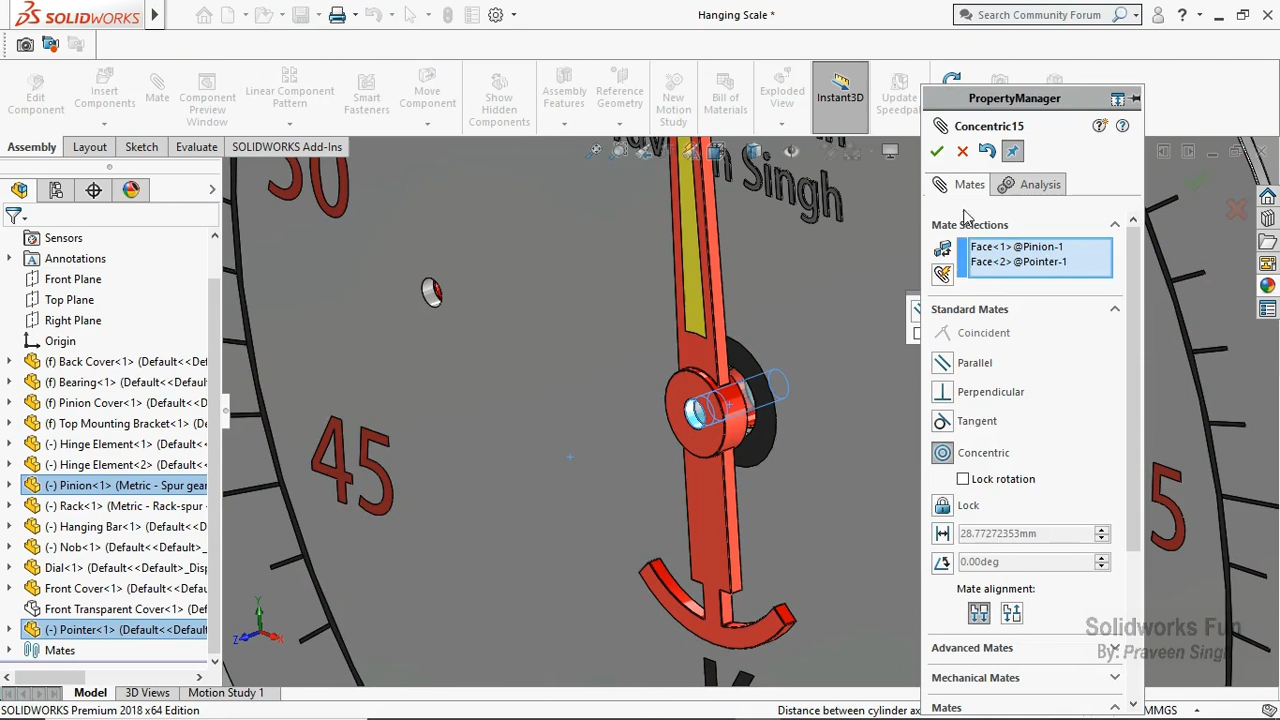 SOLIDWORKS
Hanging Scale *
Search Community Forum
?
Edit Component
Insert Components
Mate
Component Preview Window
Linear Component Pattern
Smart Fasteners
Move Component
Show Hidden Components
Assembly Features
Reference Geometry
New Motion Study
Bill of Materials
Exploded View
Instant3D
Update Speedpak
Assembly
Layout
Sketch
Evaluate
SOLIDWORKS Add-Ins
Sensors
Annotations
Front Plane
Top Plane
Right Plane
Origin
(f) Back Cover<1> (Default<<Def
(f) Bearing<1> (Default<<Default
(f) Pinion Cover<1> (Default<<D
(f) Top Mounting Bracket<1> (D
(-) Hinge Element<1> (Default<
(-) Hinge Element<2> (Default<
(-) Pinion<1> (Metric - Spur gear
(-) Rack<1> (Metric - Rack-spur
(-) Hanging Bar<1> (Default<<D
(-) Nob<1> (Default<<Default>_
Dial<1> (Default<<Default>_Disp
Front Cover<1> (Default<<Defau
Front Transparent Cover<1> (De
(-) Pointer<1> (Default<<Default
Mates
50
45
5
Singh
PropertyManager
Concentric15
Mates
Analysis
Mate Selections
Face<1>@Pinion-1
Face<2>@Pointer-1
Standard Mates
Coincident
Parallel
Perpendicular
Tangent
Concentric
Lock rotation
Lock
28.77272353mm
0.00deg
Mate alignment:
Advanced Mates
Mechanical Mates
Mates
Solidworks Fun
By: Praveen Singh
Y
Z
X
Model
3D Views
Motion Study 1
SOLIDWORKS Premium 2018 x64 Edition
Distance between cylinder ax
MMGS